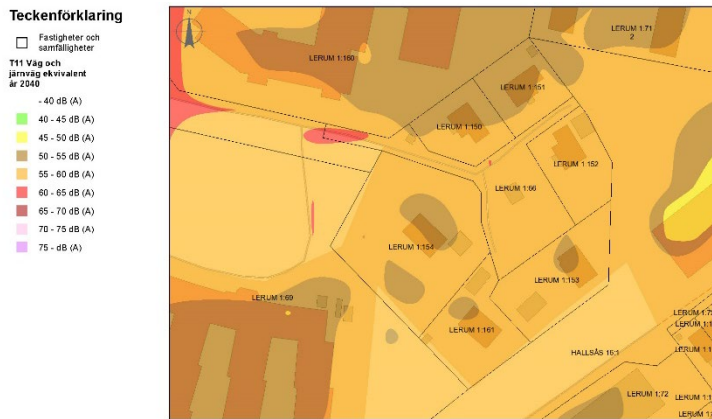 Teckenförklaring
Fastigheter och
samfälligheter
T11 Väg och
järnväg ekvivalent
år 2040
- 40 dB (A)
40 - 45 dB (A)
45 - 50 dB (A)
50 - 55 dB (A)
55 - 60 dB (A)
60 - 65 dB (A)
65 - 70 dB (A)
70 - 75 dB (A)
75 - dB (A)
LERUM 1:71
2
LERUM 1:160
LERUM 1:151
LERUM 1:150
LERUM 1:152
LERUM 1:66
LERUM 1:154
LERUM 1:153
LERUM 1:69
LERUM 1:161
HALLSÅS 16:1
LERUM 1:72
LERUM
LERUM
LERUM